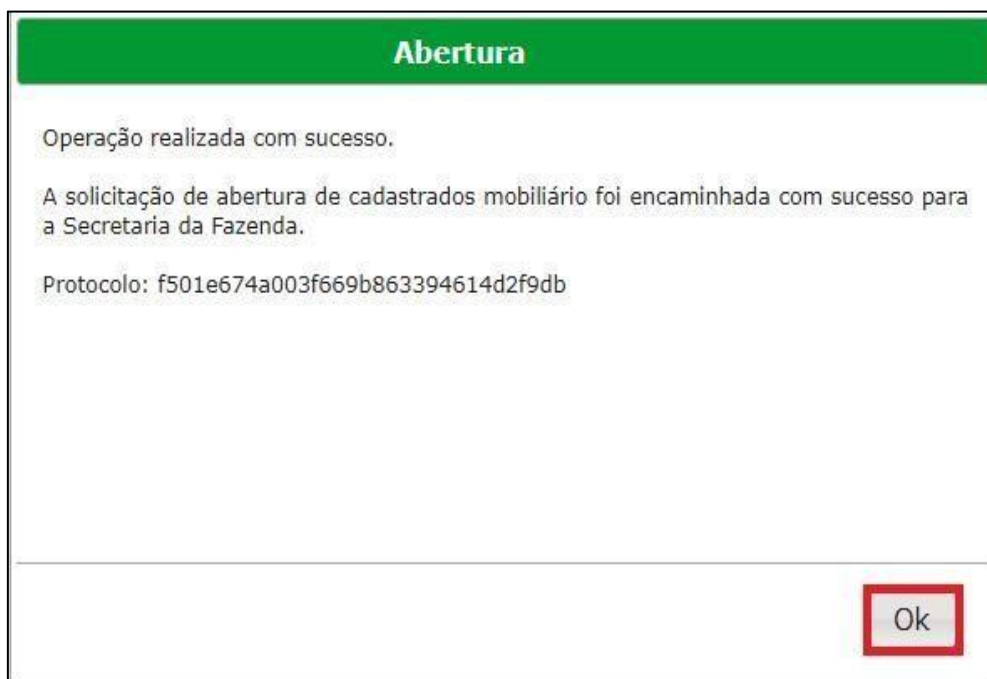 Abertura
Operação realizada com sucesso.
A solicitação de abertura de cadastrados mobiliário foi encaminhada com sucesso para
a Secretaria da Fazenda.
Protocolo: f501e674a003f669b863394614d2f9db
Ok